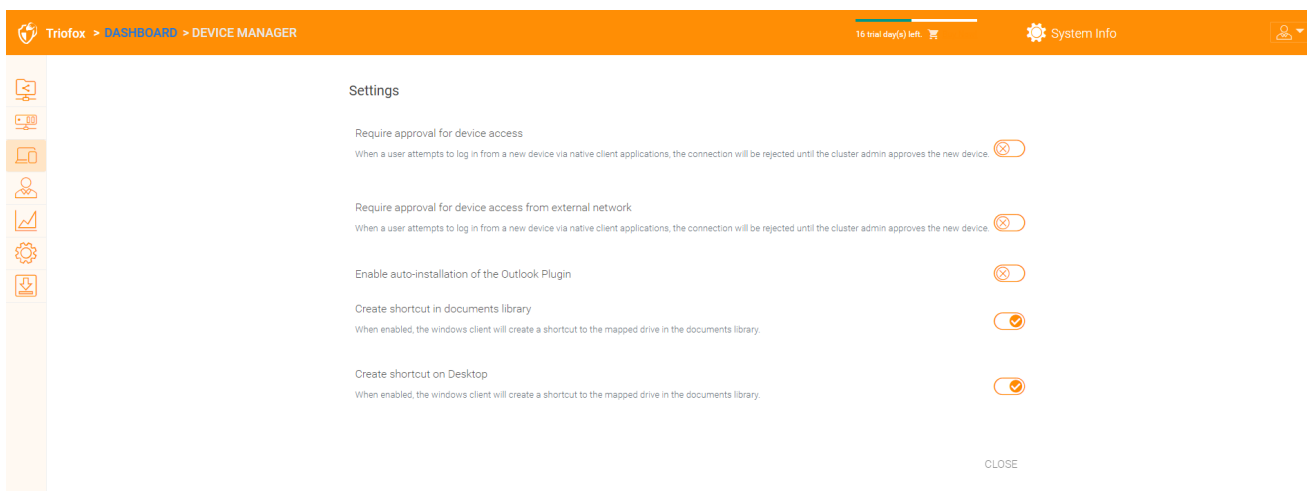 Triofox > DASHBOARD > DEVICE MANAGER
16 trial day(s) left.
System Info
Settings
Require approval for device access
When a user attempts to log in from a new device via native client applications, the connection will be rejected until the cluster admin approves the new device.
Require approval for device access from external network
When a user attempts to log in from a new device via native client applications, the connection will be rejected until the cluster admin approves the new device.
Enable auto-installation of the Outlook Plugin
Create shortcut in documents library
When enabled, the windows client will create a shortcut to the mapped drive in the documents library.
Create shortcut on Desktop
When enabled, the windows client will create a shortcut to the mapped drive in the documents library.
CLOSE